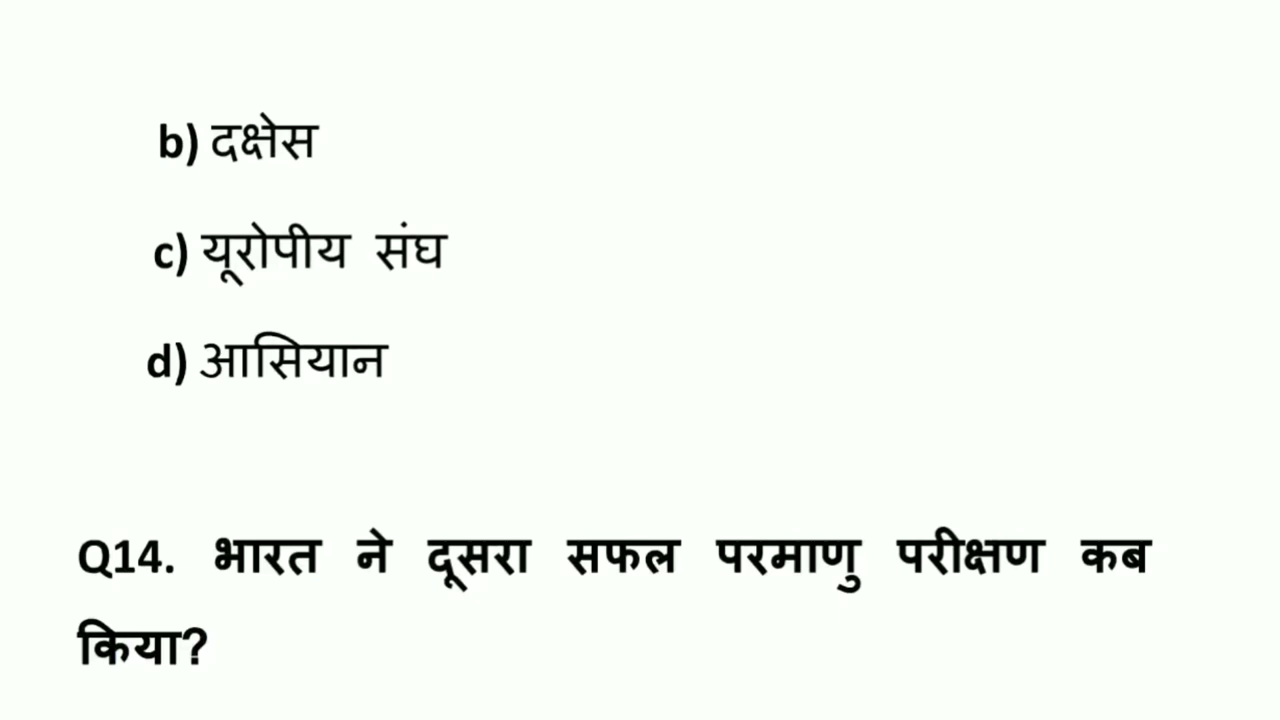 b) दक्षेस
c) यूरोपीय संघ
d) आसियान
Q14. भारत ने दूसरा सफल परमाणु परीक्षण कब
किया?